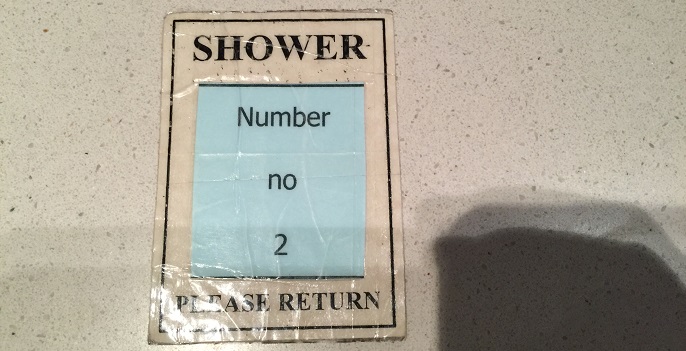 SHOWER
Number
no
2
PLEASE RETURN